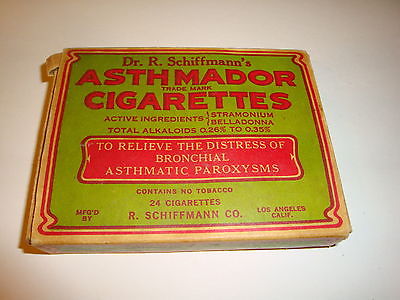 Dr. R. Schiffmann's
ASTHMADOR
TRADE MARK
CIGARETTES
ACTIVE INGREDIENTS: { STRAMONIUM
BELLADONNA
TOTAL ALKALOIDS 0.26% TO 0.35%
TO RELIEVE THE DISTRESS OF
BRONCHIAL
ASTHMATIC PAROXYSMS
CONTAINS NO TOBACCO
24 CIGARETTES
MFG'D
BY
R. SCHIFFMANN CO.
LOS ANGELES
CALIF.